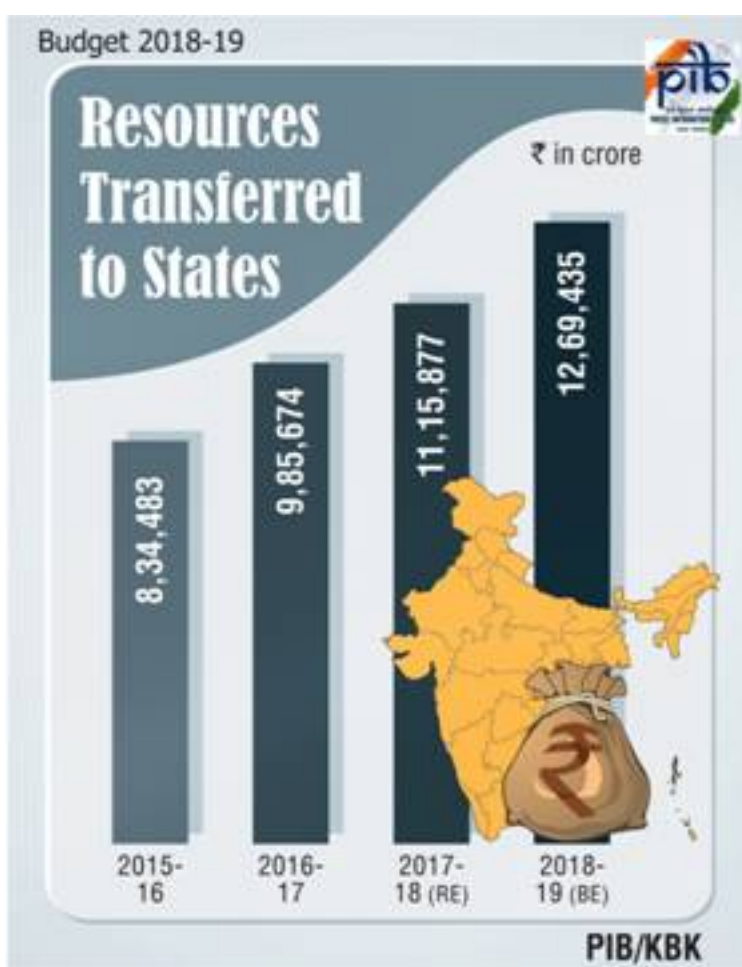 Budget 2018-19
pib
Resources
Transferred
to States
₹ in crore
8,34,483
9,85,674
11,15,877
12,69,435
₹
2015-
16
2016-
17
2017-
18 (RE)
2018-
19 (BE)
PIB/KBK